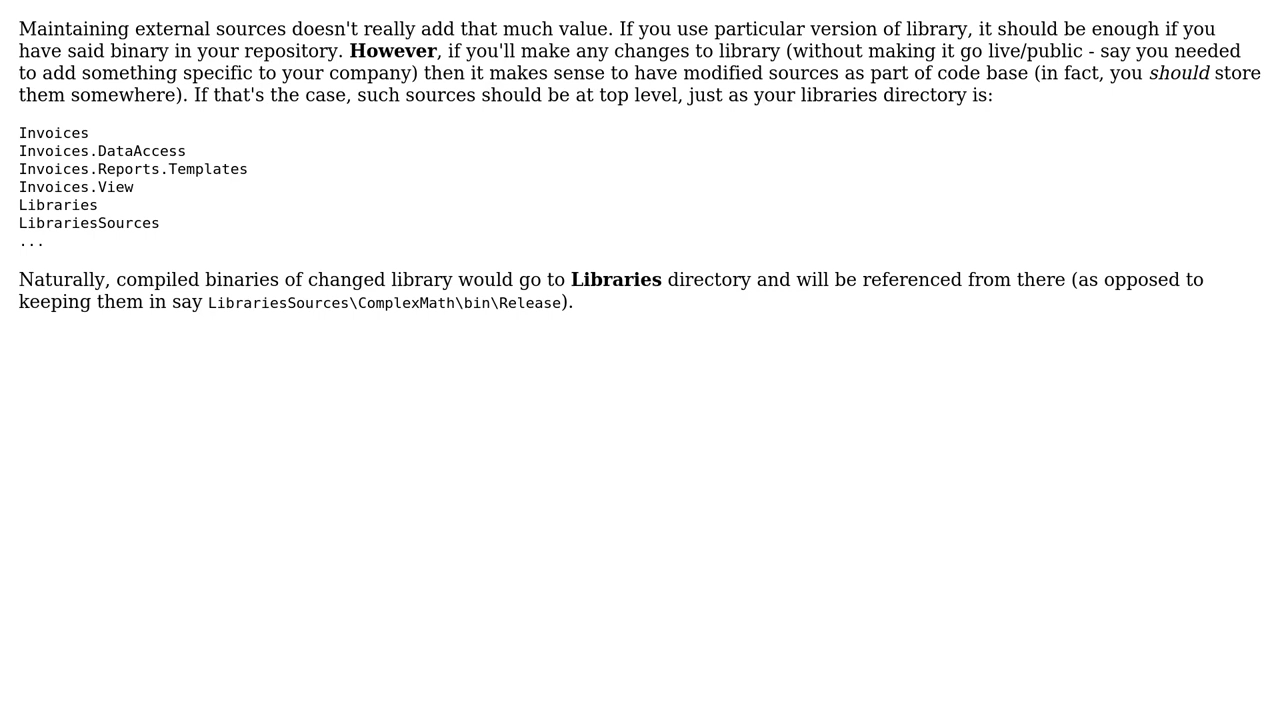 Maintaining external sources doesn't really add that much value. If you use particular version of library, it should be enough if you
have said binary in your repository. However, if you'll make any changes to library (without making it go live/public - say you needed
to add something specific to your company) then it makes sense to have modified sources as part of code base (in fact, you should store
them somewhere). If that's the case, such sources should be at top level, just as your libraries directory is:
Invoices
Invoices.DataAccess
Invoices.Reports.Templates
Invoices.View
Libraries
LibrariesSources
...
Naturally, compiled binaries of changed library would go to Libraries directory and will be referenced from there (as opposed to
keeping them in say LibrariesSources\ComplexMath\bin\Release).